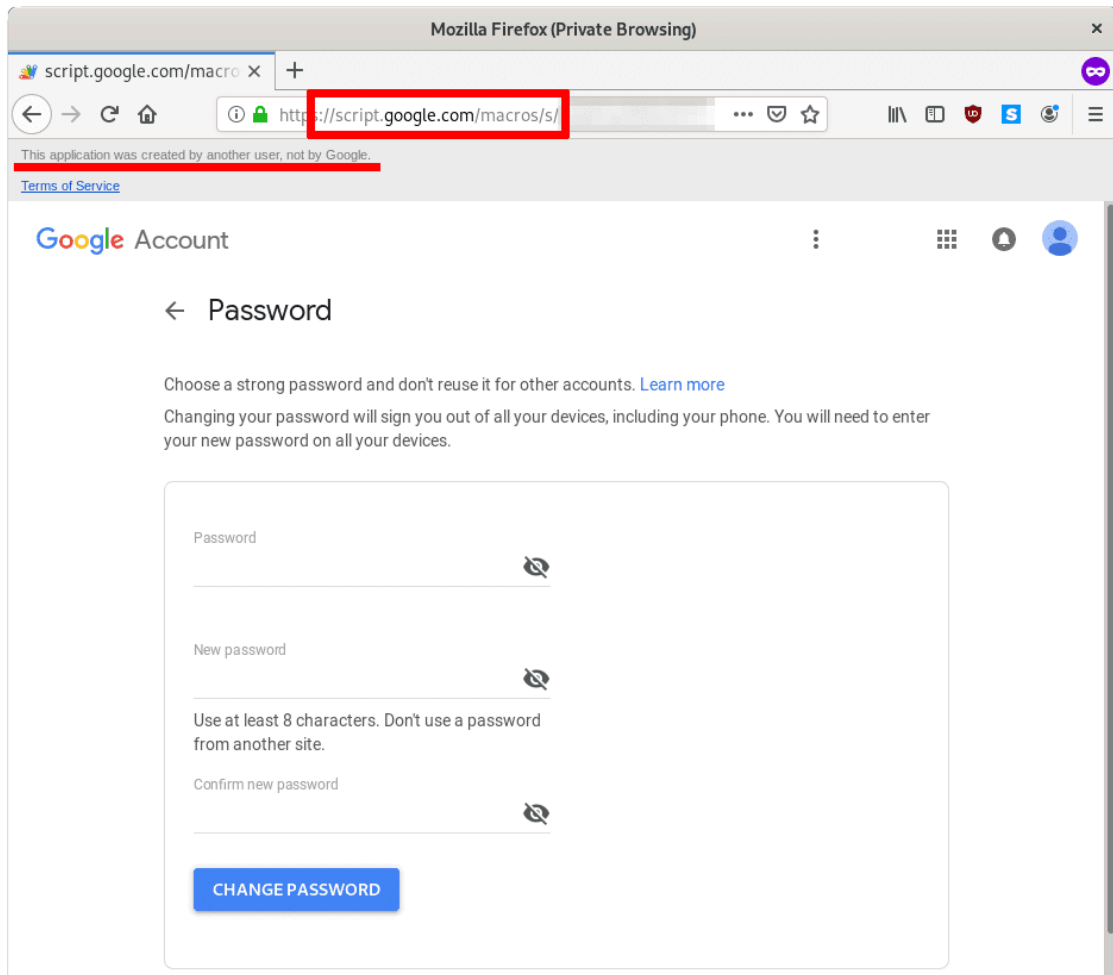 Mozilla Firefox (Private Browsing)
script.google.com/macro
https://script.google.com/macros/s/
This application was created by another user, not by Google.
Terms of Service
Google Account
Password
Choose a strong password and don't reuse it for other accounts. Learn more
Changing your password will sign you out of all your devices, including your phone. You will need to enter
your new password on all your devices.
Password
New password
Use at least 8 characters. Don't use a password
from another site.
Confirm new password
CHANGE PASSWORD